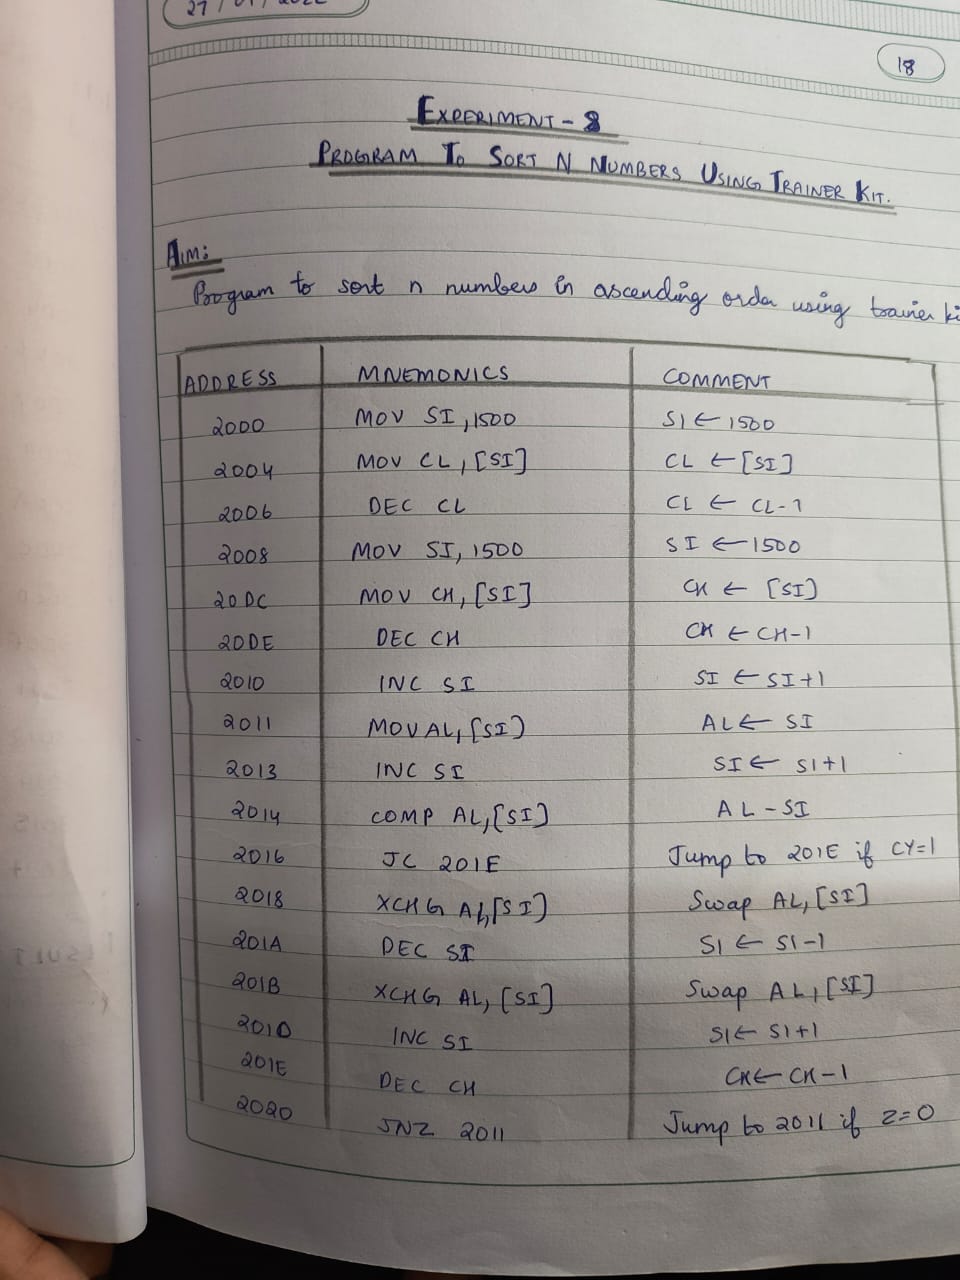 27/01/2022
18
EXPERIMENT - 8
PROGRAM TO SORT N NUMBERS USING TRAINER KIT.
AIM:
Program to sort n numbers in ascending order using trainer
ADDRESS MNEMONICS COMMENT
2000 MOV SI, 1500 SI ← 1500
2004 MOV CL, [SI] CL ← [SI]
2006 DEC CL CL ← CL-1
2008 MOV SI, 1500 SI ← 1500
200C MOV CH, [SI] CH ← [SI]
200E DEC CH CH ← CH-1
2010 INC SI SI ← SI+1
2011 MOV AL, [SI] AL ← SI
2013 INC SI SI ← SI+1
2014 COMP AL, [SI] AL - SI
2016 JC 201E Jump to 201E if CY=1
2018 XCHG AL, [SI] Swap AL, [SI]
201A DEC SI SI ← SI-1
201B XCHG AL, [SI] Swap AL, [SI]
201D INC SI SI ← SI+1
201E DEC CH CH ← CH-1
2020 JNZ 2011 Jump to 2011 if Z=0